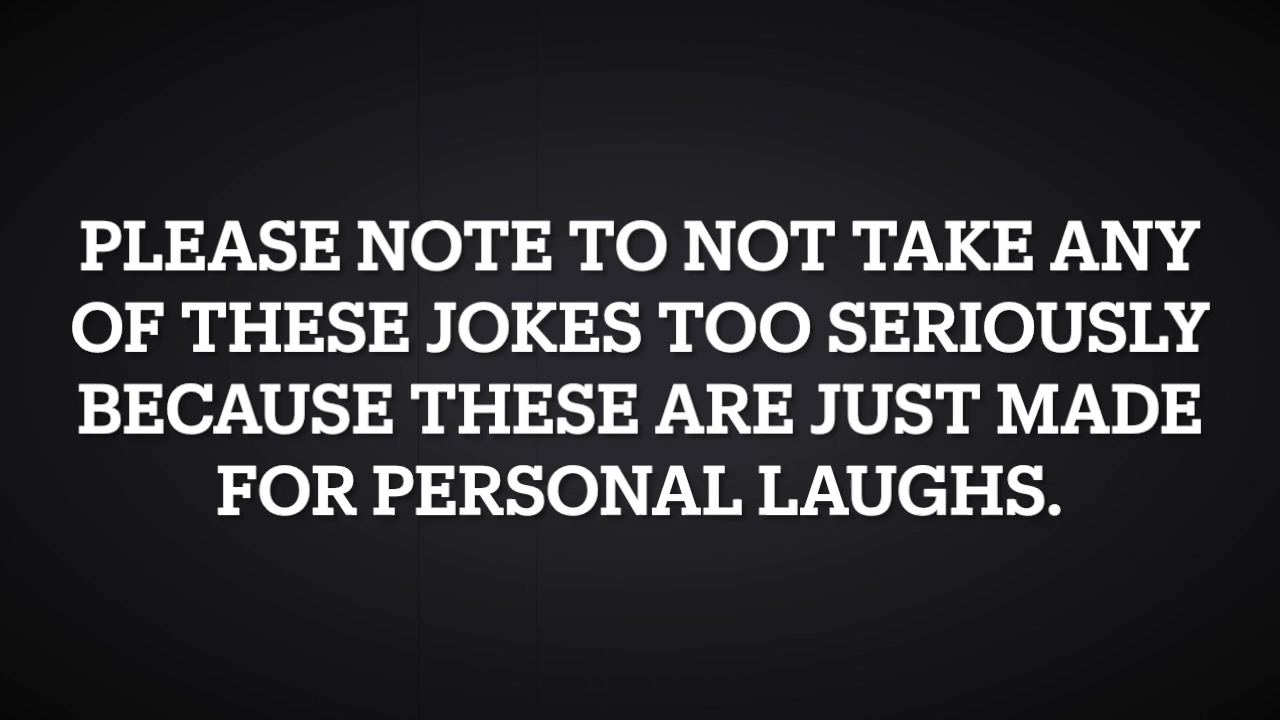 PLEASE NOTE TO NOT TAKE ANY
OF THESE JOKES TOO SERIOUSLY
BECAUSE THESE ARE JUST MADE
FOR PERSONAL LAUGHS.